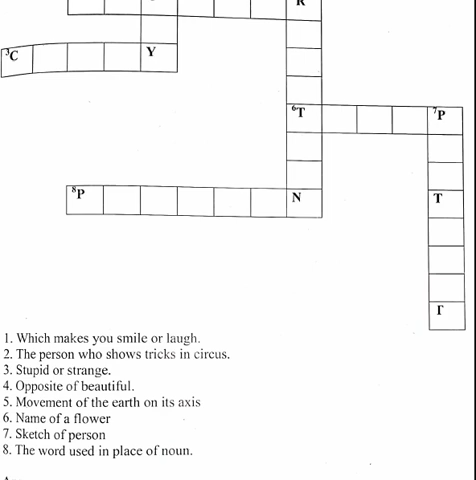 R
3C Y
6T 7P
8P N T
T
1. Which makes you smile or laugh.
2. The person who shows tricks in circus.
3. Stupid or strange.
4. Opposite of beautiful.
5. Movement of the earth on its axis
6. Name of a flower
7. Sketch of person
8. The word used in place of noun.